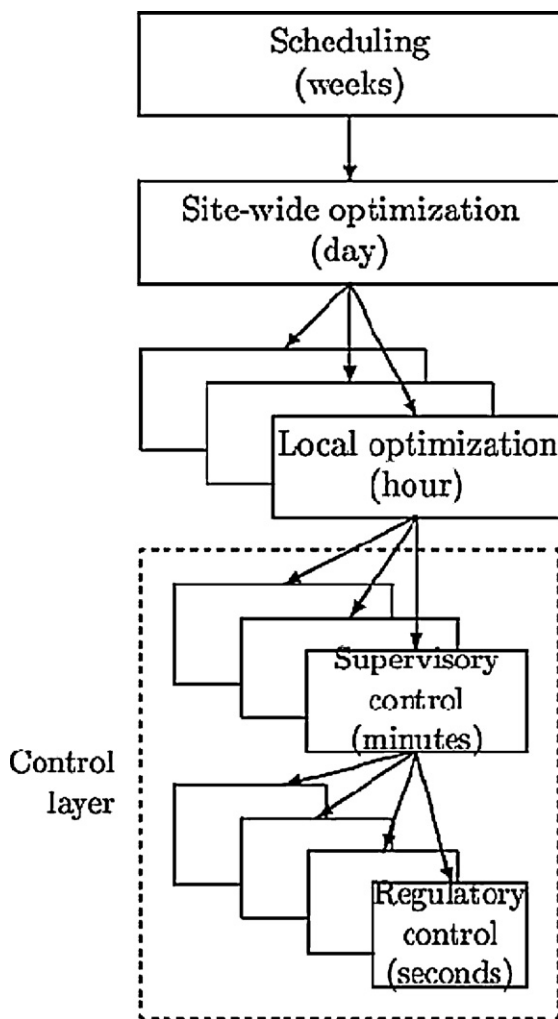 Scheduling
(weeks)
Site-wide optimization
(day)
Local optimization
(hour)
Supervisory
control
(minutes)
Control
layer
Regulatory
control
(seconds)